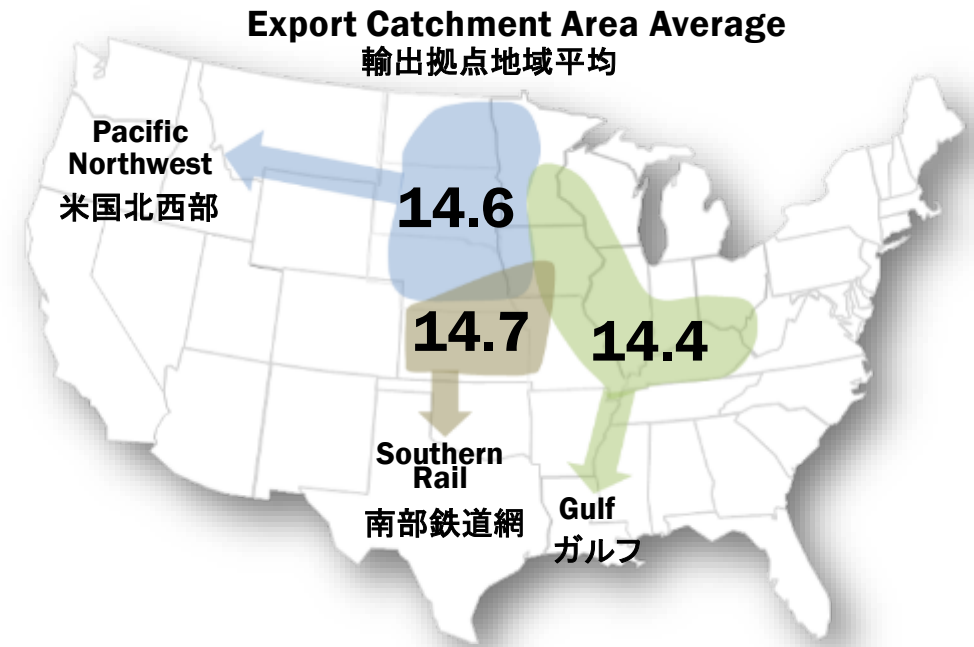 Export Catchment Area Average
輸出拠点地域平均
Pacific
Northwest
米国北西部
14.6
14.7
14.4
Southern
Rail
南部鉄道網
Gulf
ガルフ